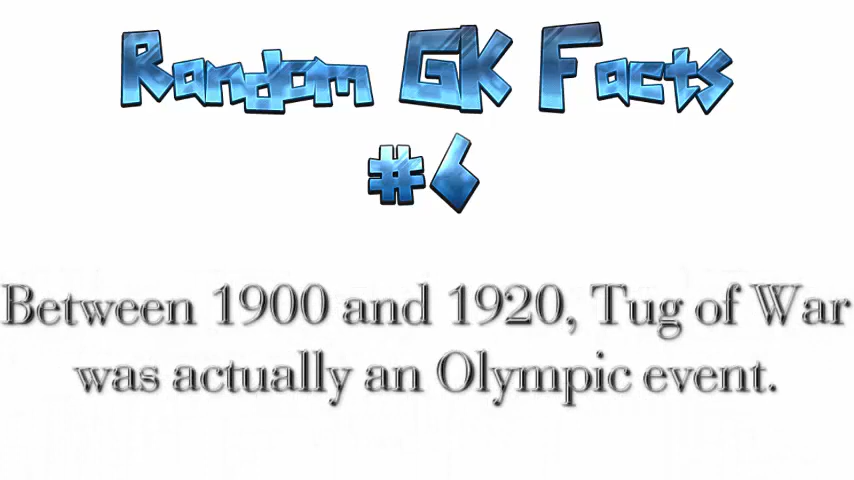 Random GK Facts
#6
Between 1900 and 1920, Tug of War
was actually an Olympic event.